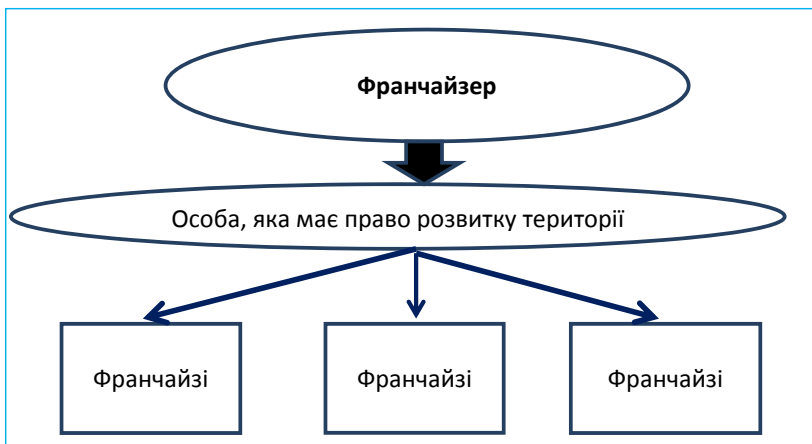 Франчайзер
Особа, яка має право розвитку території
Франчайзі
Франчайзі
Франчайзі